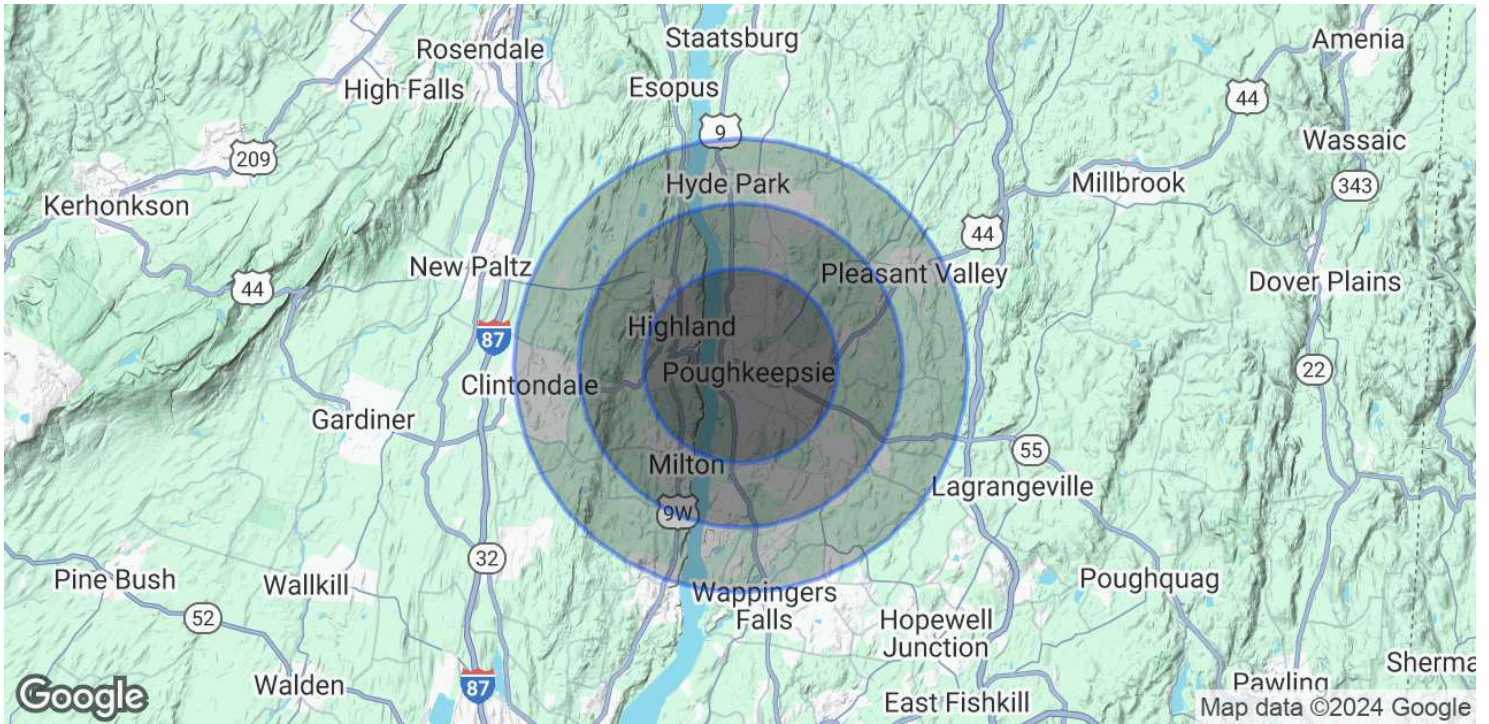 Rosendale
Staatsburg
Amenia
High Falls
Esopus
44
9
Wassaic
209
Hyde Park
Millbrook
343
Kerhonkson
44
New Paltz
Pleasant Valley
Dover Plains
44
Highland
87
Poughkeepsie
22
Clintondale
Gardiner
55
Milton
Lagrangeville
9W
32
Pine Bush
Wallkill
Wappingers
Falls
Poughquag
52
Hopewell
Junction
Sherma
Walden
87
Pawling
East Fishkill
Google
Map data ©2024 Google